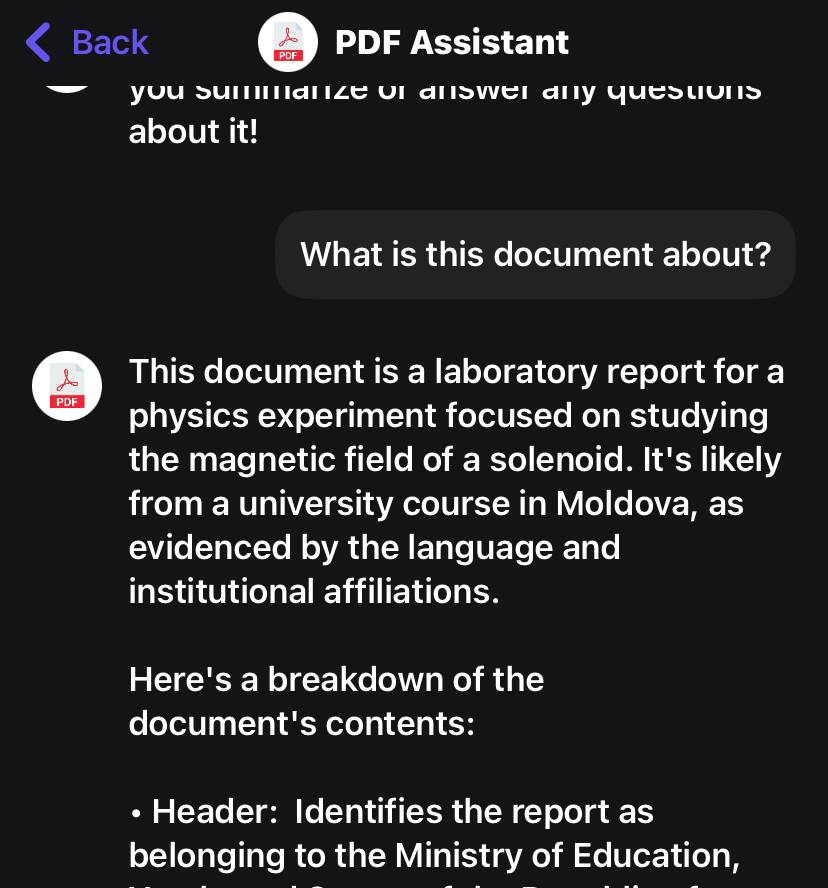 Back
PDF
PDF Assistant
you summarize or answer any questions
about it!
What is this document about?
PDF
This document is a laboratory report for a
physics experiment focused on studying
the magnetic field of a solenoid. It's likely
from a university course in Moldova, as
evidenced by the language and
institutional affiliations.
Here's a breakdown of the
document's contents:
• Header:  Identifies the report as
belonging to the Ministry of Education,